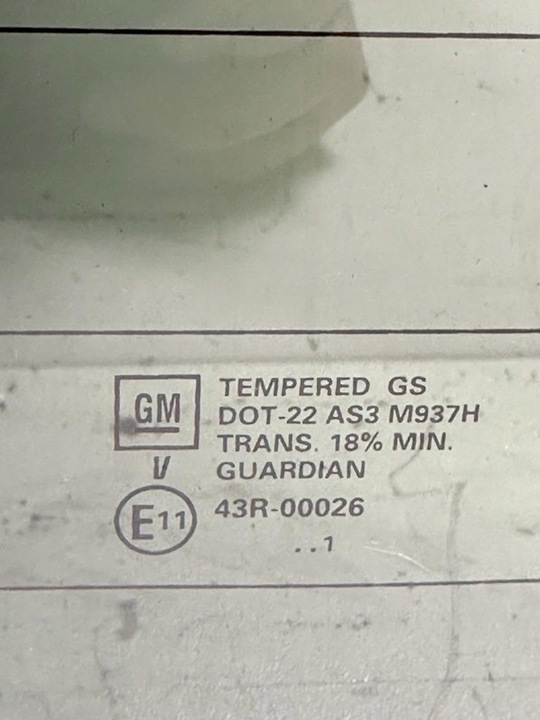 GM
TEMPERED GS
DOT-22 AS3 M937H
TRANS. 18% MIN.
V GUARDIAN
E11 43R-00026
..1